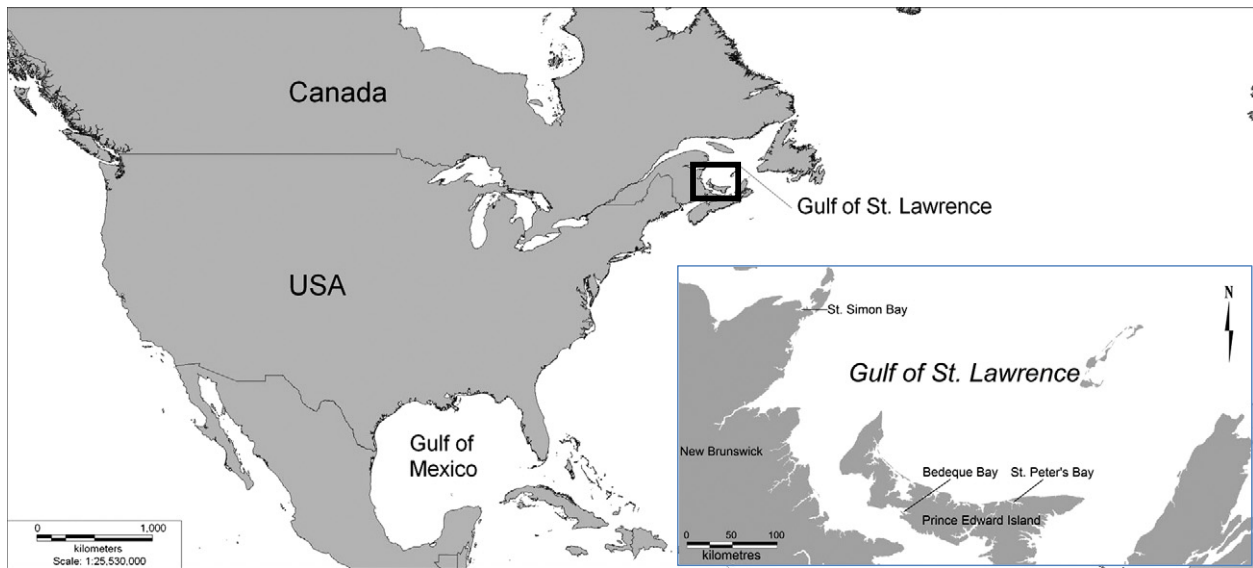 Canada
Gulf of St. Lawrence
USA
Gulf of
Mexico
0 1,000
kilometers
Scale: 1:25,530,000
N
St. Simon Bay
Gulf of St. Lawrence
New Brunswick
Bedeque Bay
St. Peter's Bay
Prince Edward Island
0 50 100
kilometres